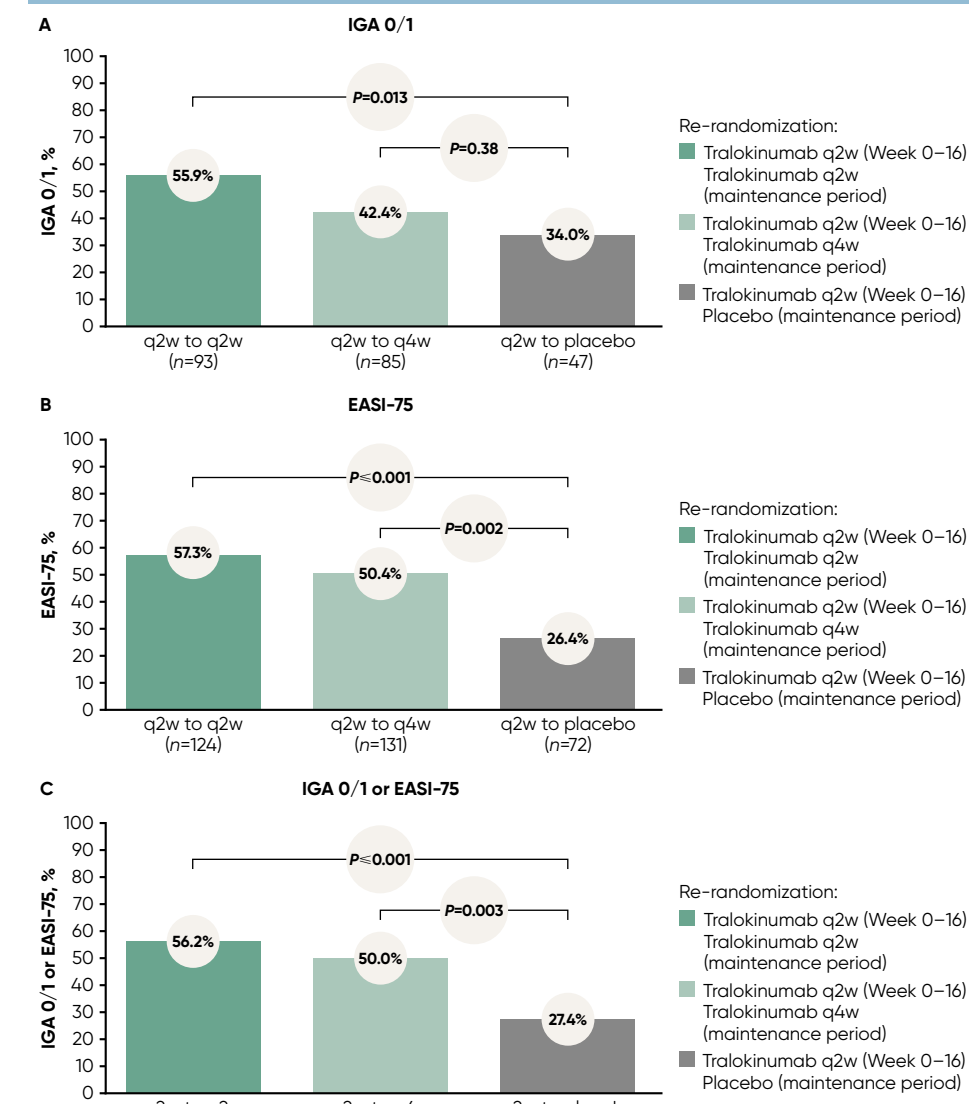 A
IGA 0/1
IGA 0/1, %
100
90
80
70
60
50
40
30
20
10
0
P=0.013
P=0.38
55.9%
42.4%
34.0%
q2w to q2w
(n=93)
q2w to q4w
(n=85)
q2w to placebo
(n=47)
Re-randomization:
Tralokinumab q2w (Week 0–16)
Tralokinumab q2w
(maintenance period)
Tralokinumab q2w (Week 0–16)
Tralokinumab q4w
(maintenance period)
Tralokinumab q2w (Week 0–16)
Placebo (maintenance period)
B
EASI-75
EASI-75, %
100
90
80
70
60
50
40
30
20
10
0
P≤0.001
P=0.002
57.3%
50.4%
26.4%
q2w to q2w
(n=124)
q2w to q4w
(n=131)
q2w to placebo
(n=72)
Re-randomization:
Tralokinumab q2w (Week 0–16)
Tralokinumab q2w
(maintenance period)
Tralokinumab q2w (Week 0–16)
Tralokinumab q4w
(maintenance period)
Tralokinumab q2w (Week 0–16)
Placebo (maintenance period)
C
IGA 0/1 or EASI-75
IGA 0/1 or EASI-75, %
100
90
80
70
60
50
40
30
20
10
0
P≤0.001
P=0.003
56.2%
50.0%
27.4%
Re-randomization:
Tralokinumab q2w (Week 0–16)
Tralokinumab q2w
(maintenance period)
Tralokinumab q2w (Week 0–16)
Tralokinumab q4w
(maintenance period)
Tralokinumab q2w (Week 0–16)
Placebo (maintenance period)